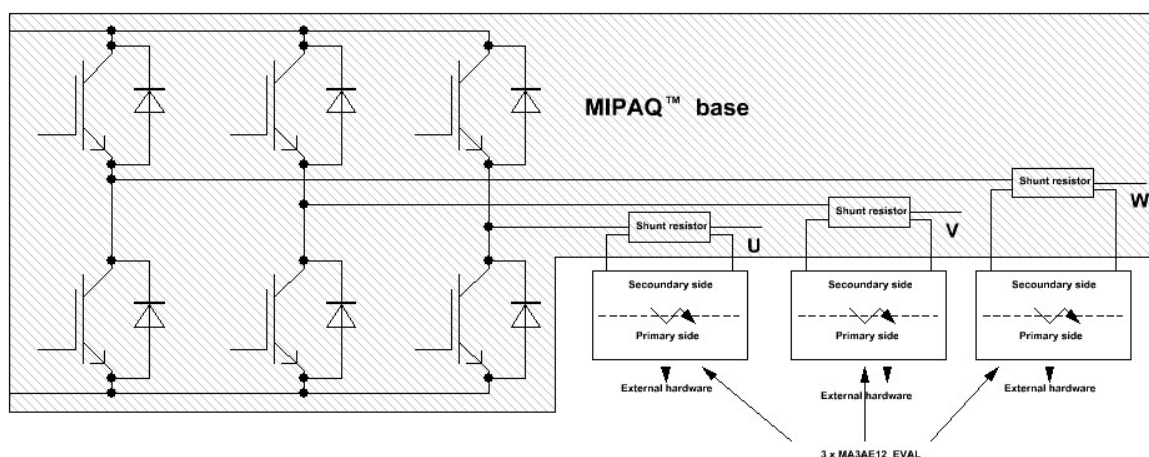 MIPAQ™ base
Shunt resistor
W
Shunt resistor
V
Shunt resistor
U
Secoundary side
Secoundary side
Secoundary side
Primary side
Primary side
Primary side
External hardware
External hardware
External hardware
3 x MA3AE12_EVAL